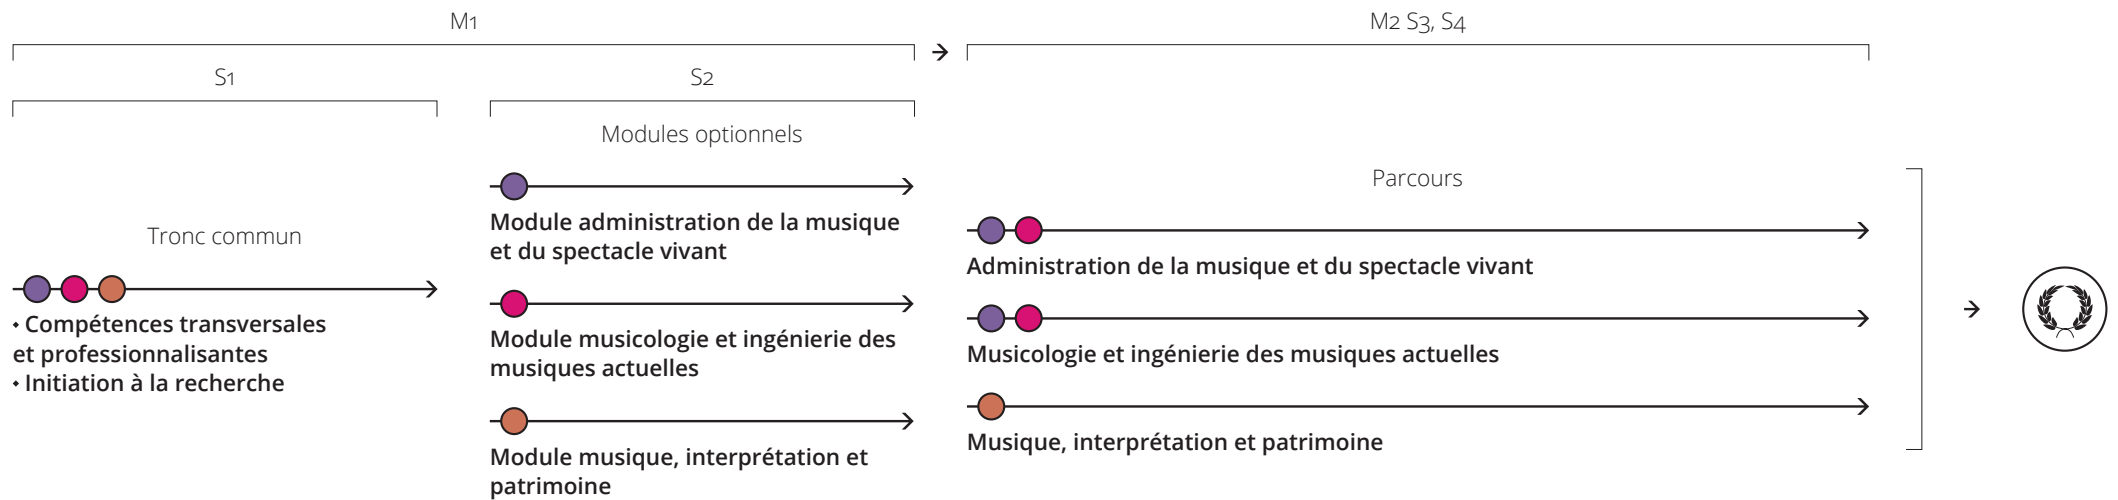 M1
M2 S3, S4
S1
S2
Modules optionnels
Tronc commun
• Compétences transversales
et professionnalisantes
• Initiation à la recherche
Module administration de la musique
et du spectacle vivant
Module musicologie et ingénierie des
musiques actuelles
Module musique, interprétation et
patrimoine
Parcours
Administration de la musique et du spectacle vivant
Musicologie et ingénierie des musiques actuelles
Musique, interprétation et patrimoine